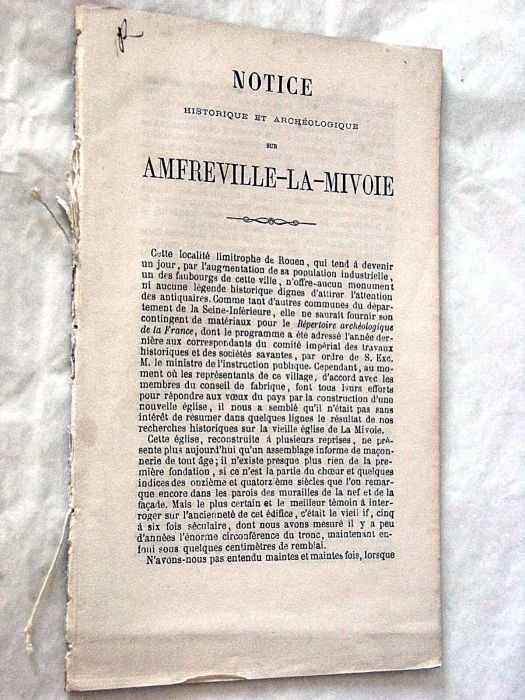 NOTICE
HISTORIQUE ET ARCHÉOLOGIQUE
SUR
AMFREVILLE-LA-MIVOIE
Cette localité limitrophe de Rouen, qui tend à devenir
un jour, par l'augmentation de sa population industrielle,
un des faubourgs de cette ville, n'offre aucun monument
ni aucune légende historique dignes d'attirer l'attention
des antiquaires. Comme tant d'autres communes du dépar-
tement de la Seine-Inférieure, elle ne saurait fournir son
contingent de matériaux pour le Répertoire archéologique
de la France, dont le programme a été adressé l'année der-
nière aux correspondants du comité impérial des travaux
historiques et des sociétés savantes, par ordre de S. Exc.
M. le ministre de l'instruction publique. Cependant, au mo-
ment où les représentants de ce village, d'accord avec les
membres du conseil de fabrique, font tous leurs efforts
pour répondre aux vœux du pays par la construction d'une
nouvelle église, il nous a semblé qu'il n'était pas sans
intérêt de résumer dans quelques lignes le résultat de nos
recherches historiques sur la vieille église de La Mivoie.
Cette église, reconstruite à plusieurs reprises, ne pré-
sente plus aujourd'hui qu'un assemblage informe de maçon-
nerie de tout âge; il n'existe presque plus rien de la pre-
mière fondation, si ce n'est la partie du chœur et quelques
indices des onzième et quatorzième siècles que l'on remar-
que encore dans les parois des murailles de la nef et de la
façade. Mais le plus certain et le meilleur témoin à inter-
roger sur l'ancienneté de cet édifice, c'était le vieil if, cinq
à six fois séculaire, dont nous avons mesuré il y a peu
d'années l'énorme circonférence du tronc, maintenant en-
foui sous quelques centimètres de remblai.
N'avons-nous pas entendu maintes et maintes fois, lorsque